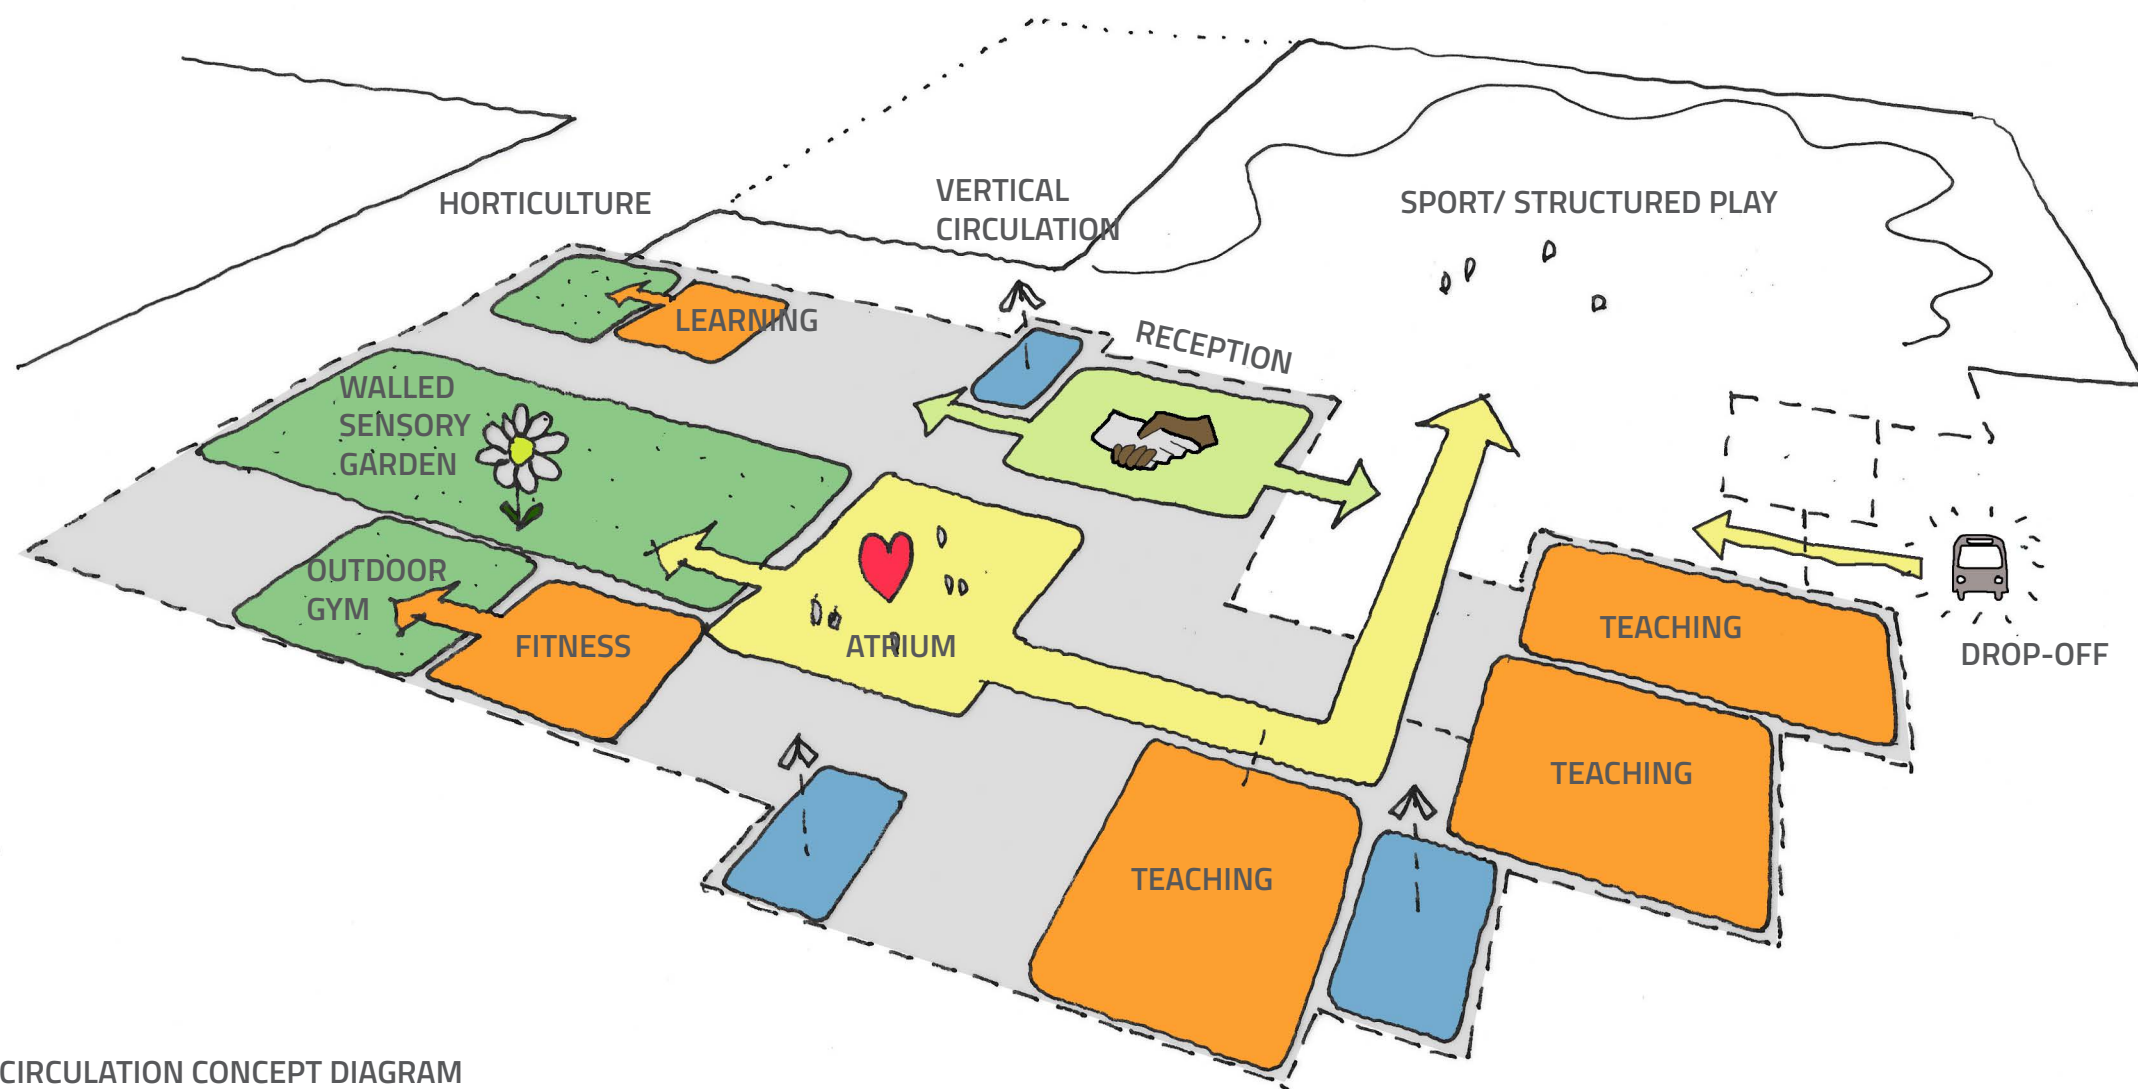 HORTICULTURE
VERTICAL
CIRCULATION
SPORT/ STRUCTURED PLAY
LEARNING
RECEPTION
WALLED
SENSORY
GARDEN
OUTDOOR
GYM
FITNESS
ATRIUM
TEACHING
DROP-OFF
TEACHING
TEACHING
CIRCULATION CONCEPT DIAGRAM